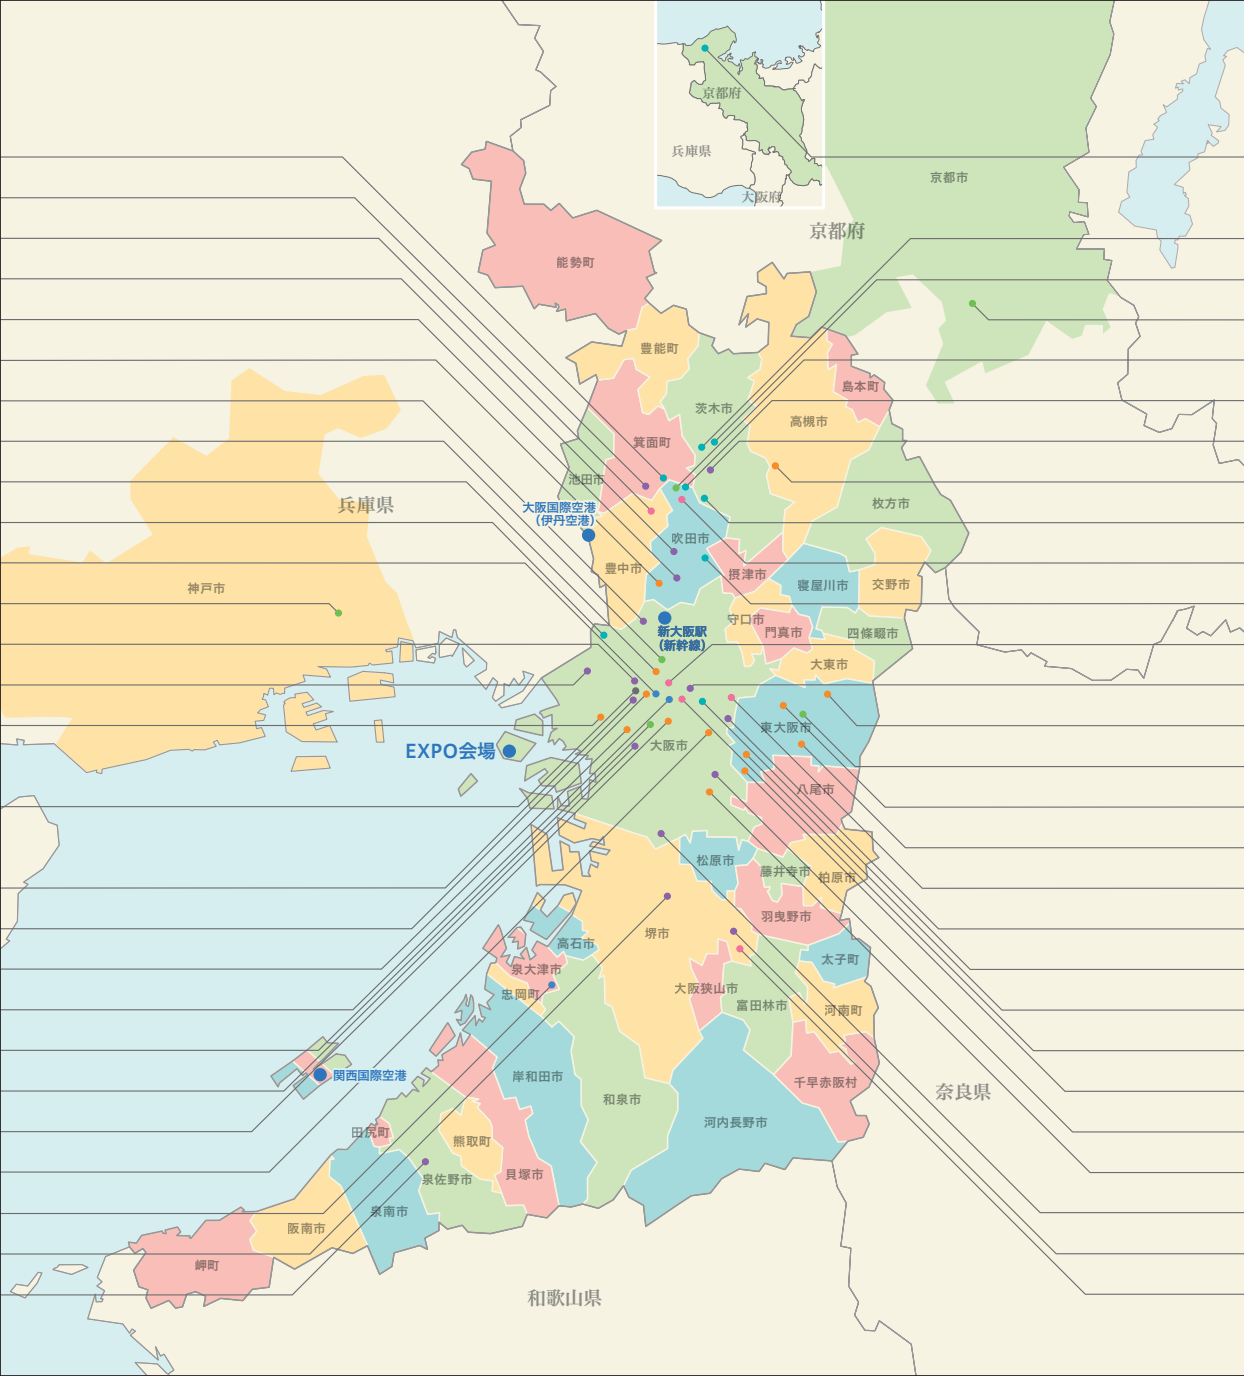 京都府
兵庫県
大阪府
京都市
京都府
能勢町
豊能町
島本町
茨木市
高槻市
箕面町
池田市
兵庫県
枚方市
大阪国際空港
（伊丹空港）
吹田市
豊中市
摂津市
寝屋川市
交野市
神戸市
守口市
門真市
四條畷市
新大阪駅
（新幹線）
大東市
東大阪市
大阪市
EXPO会場
八尾市
松原市
藤井寺市
柏原市
羽曳野市
堺市
高石市
太子町
泉大津市
大阪狭山市
忠岡町
富田林市
河南町
関西国際空港
岸和田市
千早赤阪村
奈良県
和泉市
河内長野市
田尻町
熊取町
貝塚市
泉佐野市
泉南市
阪南市
岬町
和歌山県